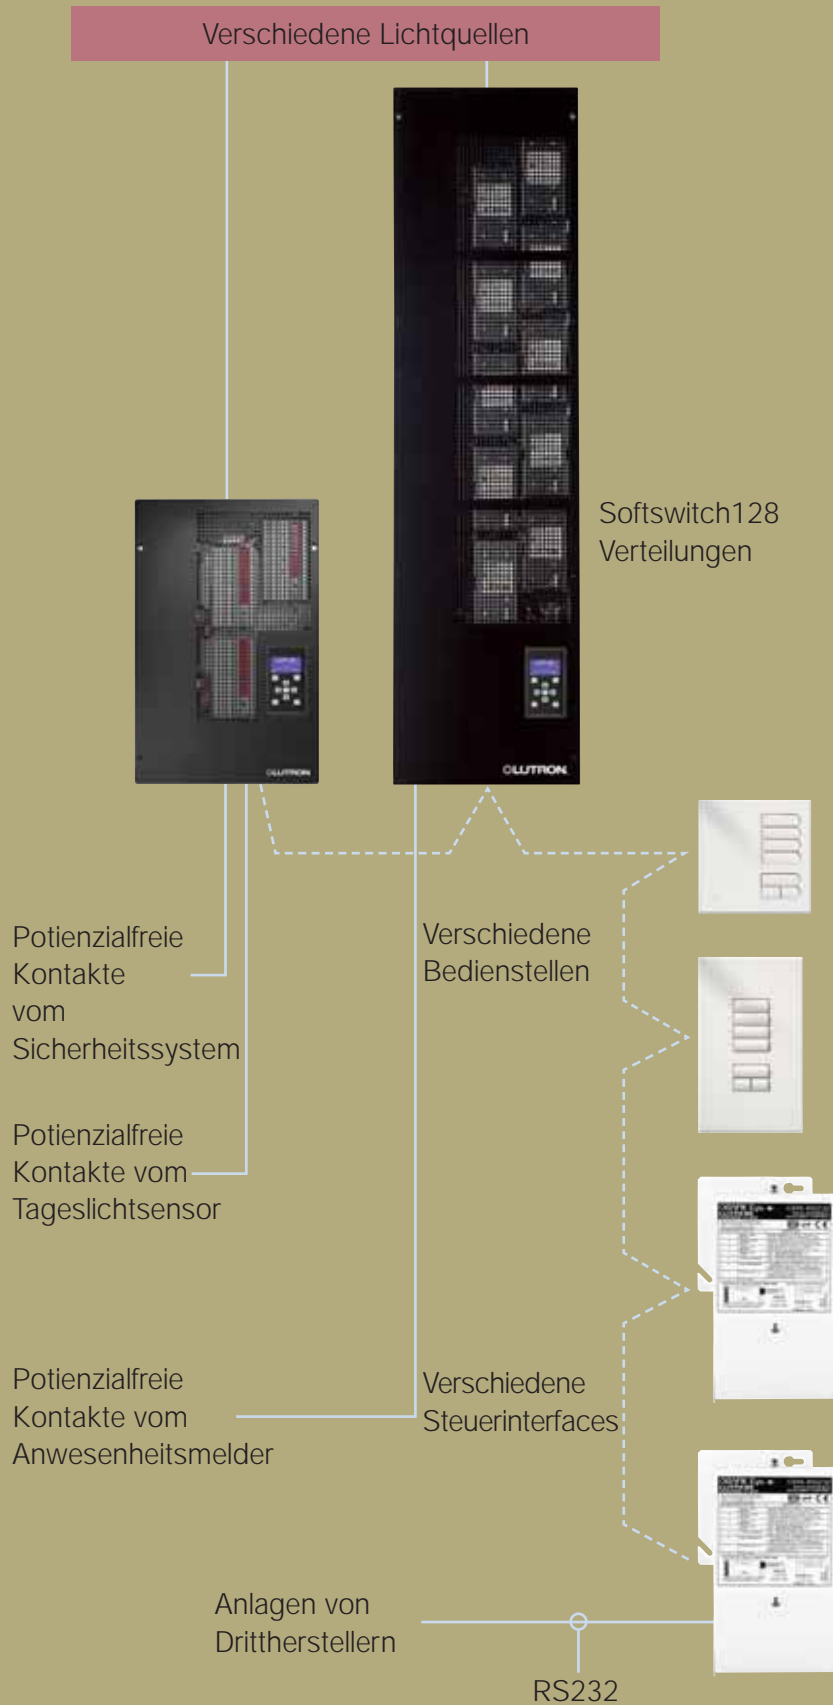 Verschiedene Lichtquellen
Softswitch128
Verteilungen
LUTRON
LUTRON
Potienzialfreie
Kontakte
vom
Sicherheitssystem
Verschiedene
Bedienstellen
Potienzialfreie
Kontakte vom
Tageslichtsensor
Potienzialfreie
Kontakte vom
Anwesenheitsmelder
Verschiedene
Steuerinterfaces
Anlagen von
Drittherstellern
RS232